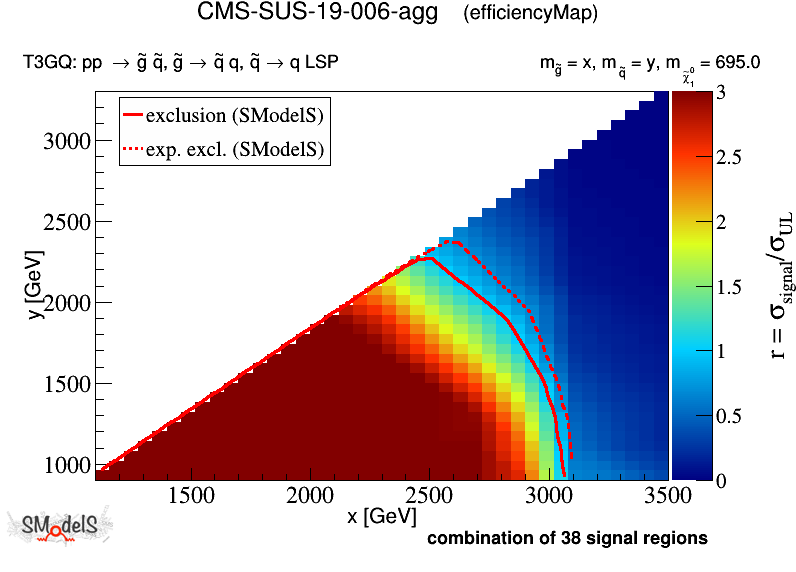 CMS-SUS-19-006-agg (efficiencyMap)
T3GQ: pp → g̃ q̃, g̃ → q̃ q, q̃ → q LSP
m_g̃ = x, m_q̃ = y, m_χ̃₁⁰ = 695.0
exclusion (SModelS)
exp. excl. (SModelS)
3000
2500
2000
1500
1000
y [GeV]
1500 2000 2500 3000 3500
x [GeV]
3
2.5
2
1.5
1
0.5
0
r = σ_signal/σ_UL
SModelS
combination of 38 signal regions